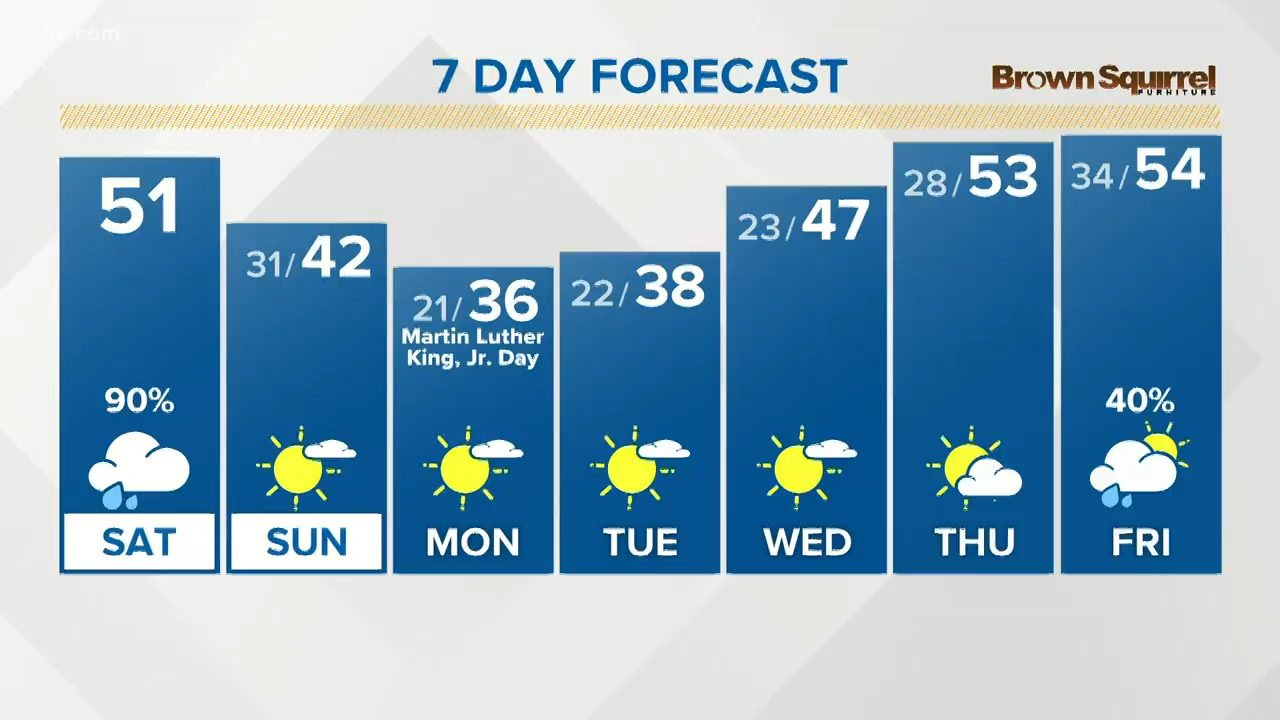 .com
7 DAY FORECAST
Brown Squirrel
FURNITURE
51
90%
SAT
31/42
SUN
21/36
Martin Luther
King, Jr. Day
MON
22/38
TUE
23/47
WED
28/53
THU
34/54
40%
FRI